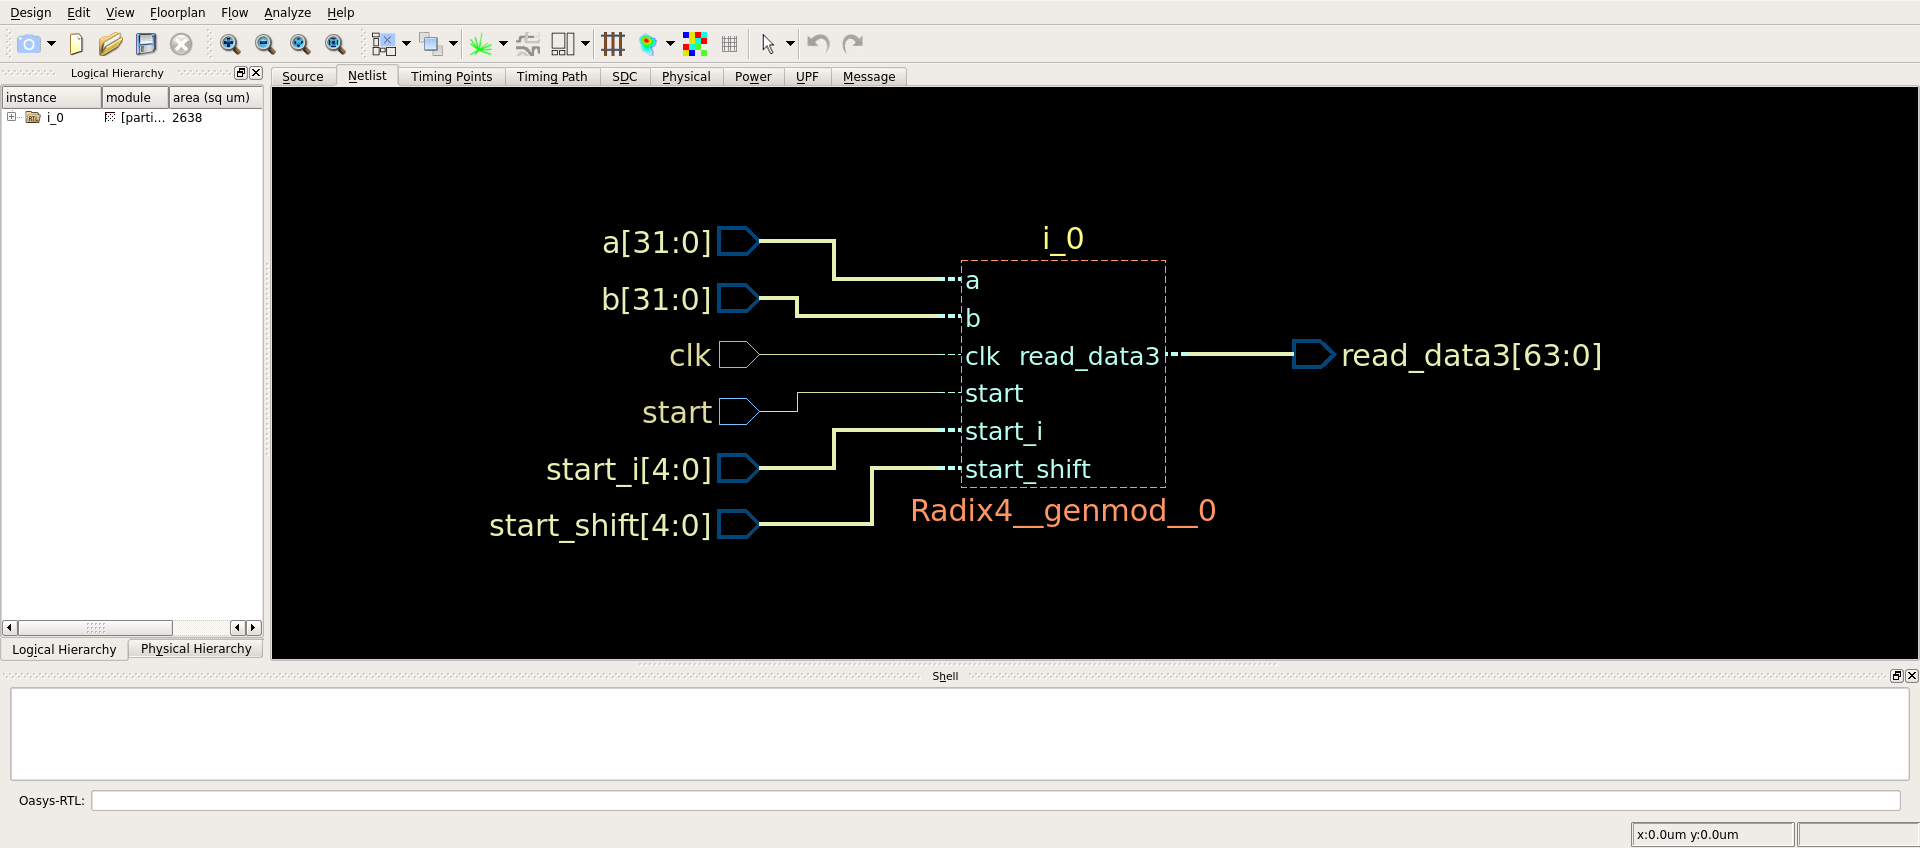 Design Edit View Floorplan Flow Analyze Help
Logical Hierarchy
Source Netlist Timing Points Timing Path SDC Physical Power UPF Message
instance module area (sq um)
i_0 [parti... 2638
a[31:0]
b[31:0]
clk
start
start_i[4:0]
start_shift[4:0]
i_0
a
b
clk read_data3
start
start_i
start_shift
Radix4__genmod__0
read_data3[63:0]
Logical Hierarchy Physical Hierarchy
Shell
Oasys-RTL:
x:0.0um y:0.0um